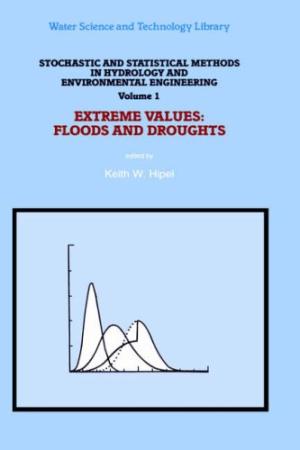 Water Science and Technology Library
STOCHASTIC AND STATISTICAL METHODS
IN HYDROLOGY AND
ENVIRONMENTAL ENGINEERING
Volume 1
EXTREME VALUES:
FLOODS AND DROUGHTS
edited by
Keith W. Hipel